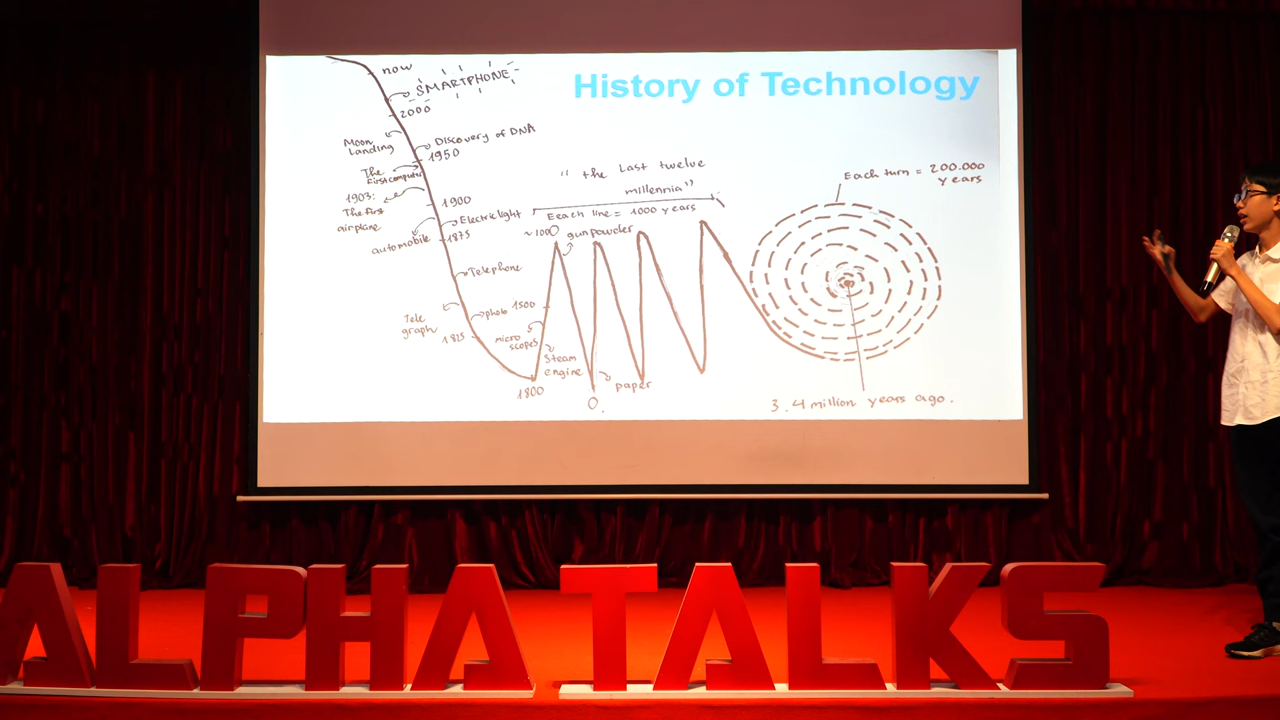 History of Technology
now
SMARTPHONE
2000
Moon
Landing
Discovery of DNA
1950
The
First computer
1903:
The first
airplane
1900
Electric light
1875
automobile
Telephone
Tele
graph
photo
1825
1500
micro
scopes
Steam
engine
1800
"the Last twelve
millennia"
Eeach line = 1000 years
~1000
gunpowder
paper
0.
Each turn = 200.000
years
3.4 million years ago.
ALPHA TALKS